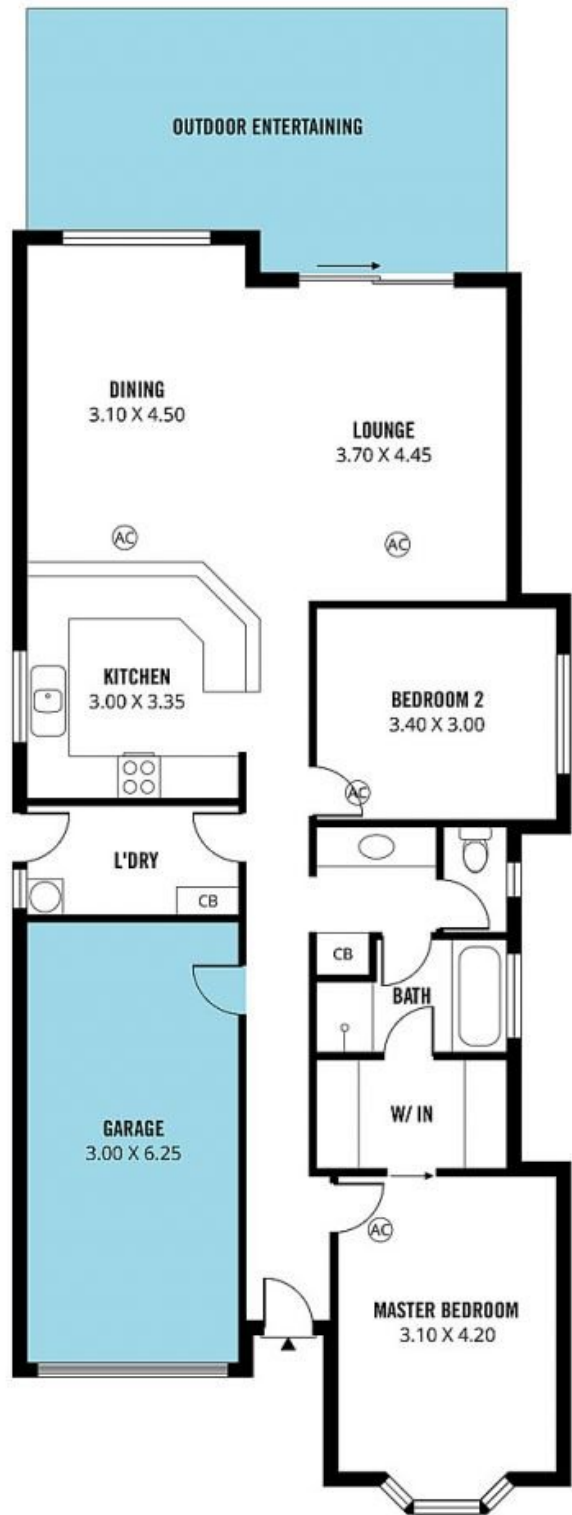 OUTDOOR ENTERTAINING
DINING
3.10 X 4.50
LOUNGE
3.70 X 4.45
AC
AC
KITCHEN
3.00 X 3.35
BEDROOM 2
3.40 X 3.00
AC
L'DRY
CB
CB
BATH
GARAGE
3.00 X 6.25
W/ IN
AC
MASTER BEDROOM
3.10 X 4.20